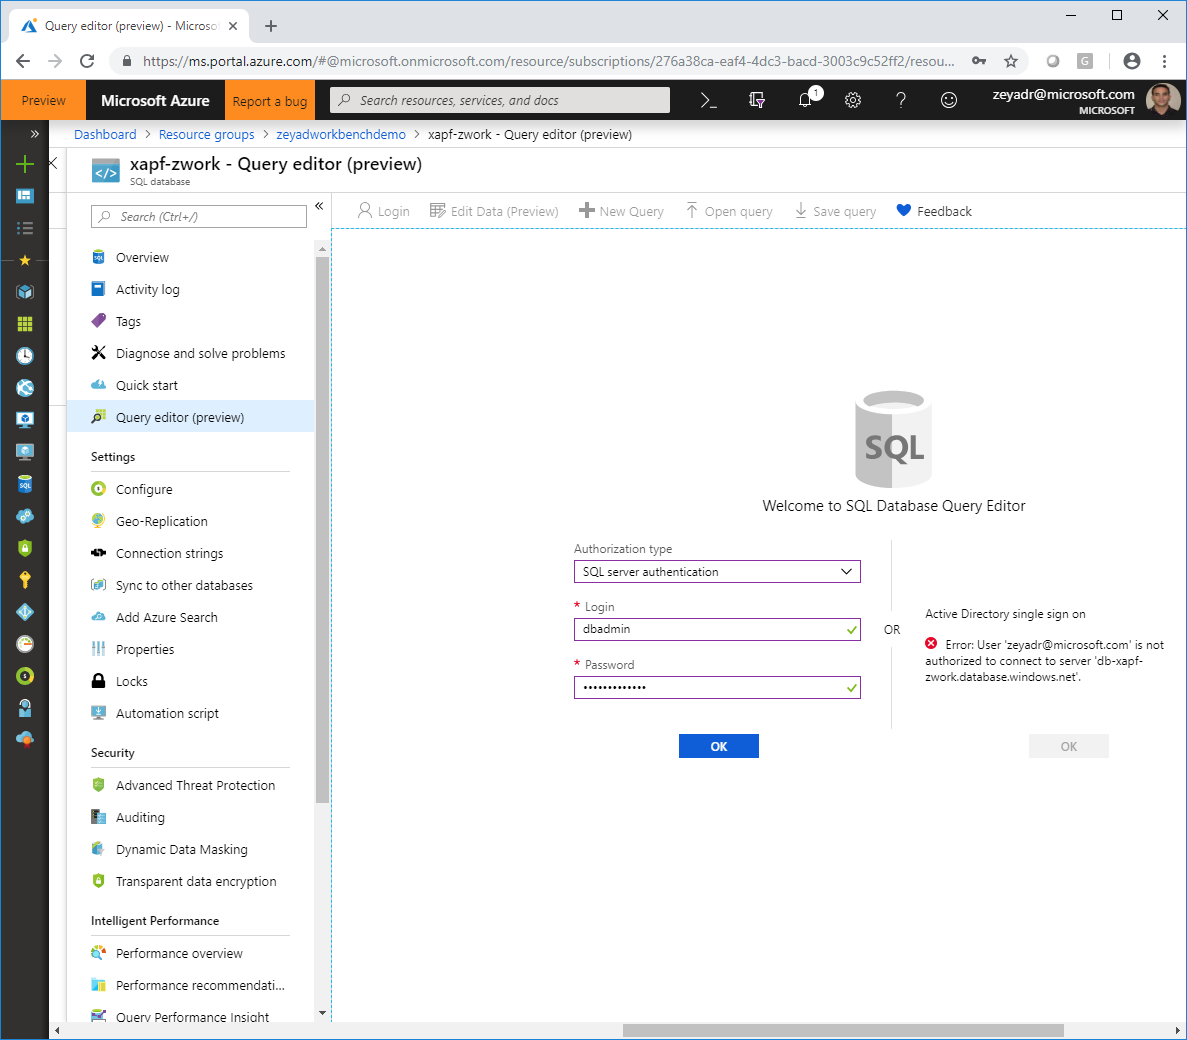 Query editor (preview) - Microso
https://ms.portal.azure.com/#@microsoft.onmicrosoft.com/resource/subscriptions/276a38ca-eaf4-4dc3-bacd-3003c9c52ff2/resou...
G
Preview
Microsoft Azure
Report a bug
Search resources, services, and docs
1
zeyadr@microsoft.com
MICROSOFT
Dashboard > Resource groups > zeyadworkbenchdemo > xapf-zwork - Query editor (preview)
xapf-zwork - Query editor (preview)
SQL database
Search (Ctrl+/)
Login
Edit Data (Preview)
New Query
Open query
Save query
Feedback
Overview
Activity log
Tags
Diagnose and solve problems
Quick start
Query editor (preview)
Settings
Configure
Geo-Replication
Connection strings
Sync to other databases
Add Azure Search
Properties
Locks
Automation script
Security
Advanced Threat Protection
Auditing
Dynamic Data Masking
Transparent data encryption
Intelligent Performance
Performance overview
Performance recommendati...
Query Performance Insight
SQL
Welcome to SQL Database Query Editor
Authorization type
SQL server authentication
* Login
dbadmin
* Password
•••••••••••••
OK
OR
Active Directory single sign on
Error: User 'zeyadr@microsoft.com' is not
authorized to connect to server 'db-xapf-
zwork.database.windows.net'.
OK